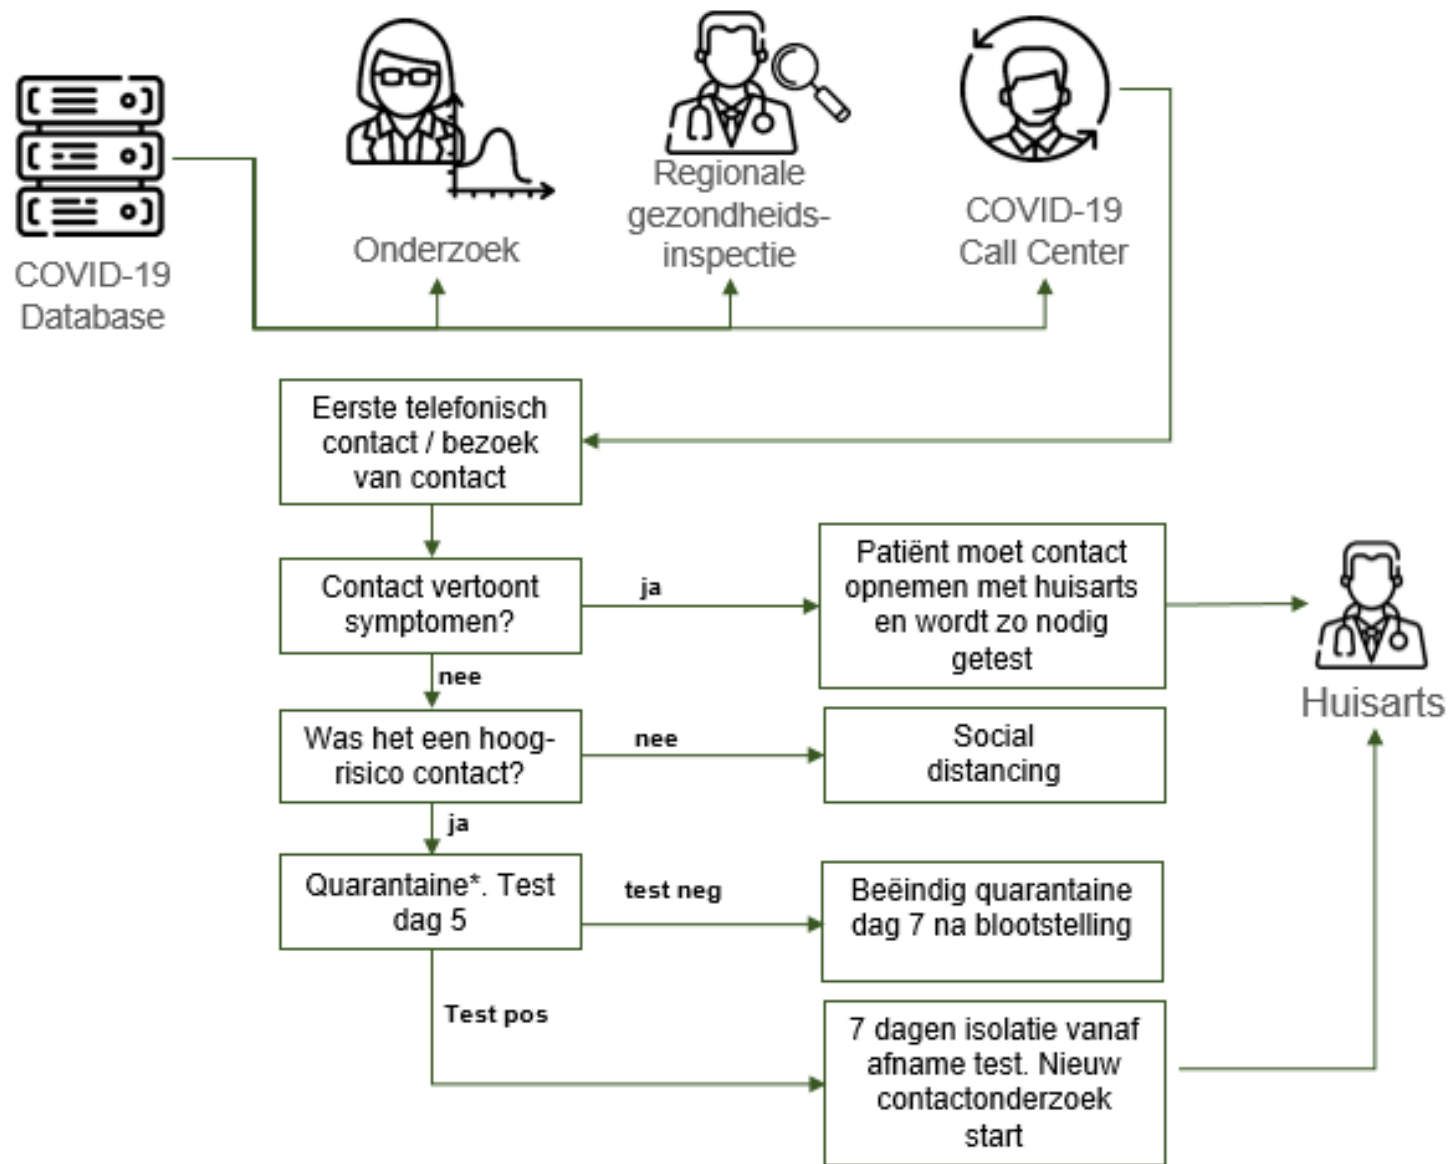 COVID-19
Database
Onderzoek
Regionale
gezondheids-
inspectie
COVID-19
Call Center
Eerste telefonisch
contact / bezoek
van contact
Contact vertoont
symptomen?
ja
Patiënt moet contact
opnemen met huisarts
en wordt zo nodig
getest
Huisarts
nee
Was het een hoog-
risico contact?
nee
Social
distancing
ja
Quarantaine*. Test
dag 5
test neg
Beëindig quarantaine
dag 7 na blootstelling
Test pos
7 dagen isolatie vanaf
afname test. Nieuw
contactonderzoek
start